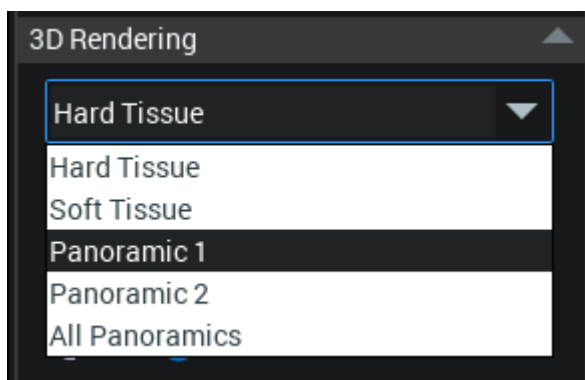 3D Rendering
Hard Tissue
Hard Tissue
Soft Tissue
Panoramic 1
Panoramic 2
All Panoramics